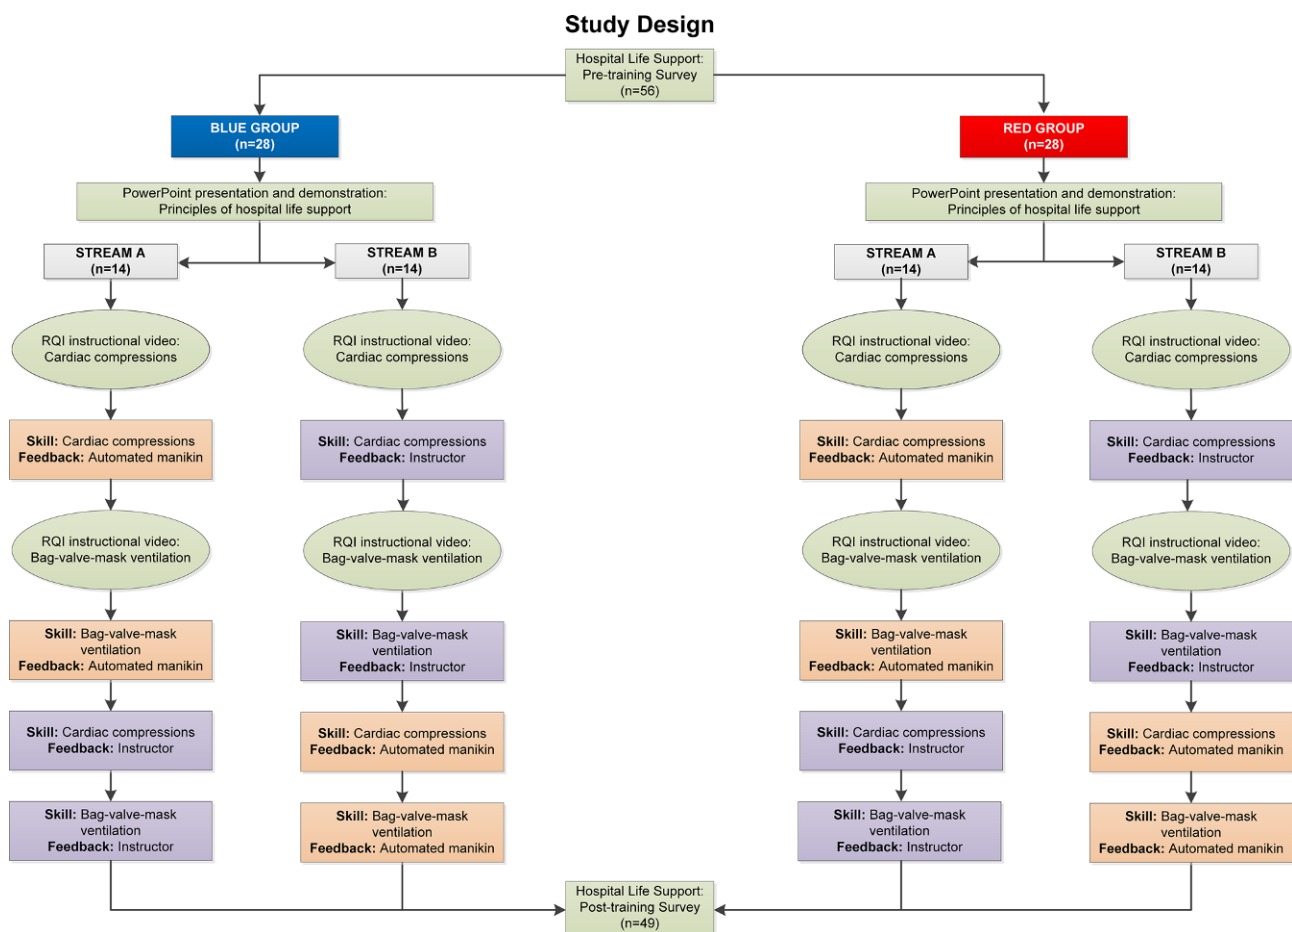 Study Design
Hospital Life Support:
Pre-training Survey
(n=56)
BLUE GROUP
(n=28)
RED GROUP
(n=28)
PowerPoint presentation and demonstration:
Principles of hospital life support
PowerPoint presentation and demonstration:
Principles of hospital life support
STREAM A
(n=14)
STREAM B
(n=14)
STREAM A
(n=14)
STREAM B
(n=14)
RQI instructional video:
Cardiac compressions
RQI instructional video:
Cardiac compressions
RQI instructional video:
Cardiac compressions
RQI instructional video:
Cardiac compressions
Skill: Cardiac compressions
Feedback: Automated manikin
Skill: Cardiac compressions
Feedback: Instructor
Skill: Cardiac compressions
Feedback: Automated manikin
Skill: Cardiac compressions
Feedback: Instructor
RQI instructional video:
Bag-valve-mask ventilation
RQI instructional video:
Bag-valve-mask ventilation
RQI instructional video:
Bag-valve-mask ventilation
RQI instructional video:
Bag-valve-mask ventilation
Skill: Bag-valve-mask
ventilation
Feedback: Automated manikin
Skill: Bag-valve-mask
ventilation
Feedback: Instructor
Skill: Bag-valve-mask
ventilation
Feedback: Automated manikin
Skill: Bag-valve-mask
ventilation
Feedback: Instructor
Skill: Cardiac compressions
Feedback: Instructor
Skill: Cardiac compressions
Feedback: Automated manikin
Skill: Cardiac compressions
Feedback: Instructor
Skill: Cardiac compressions
Feedback: Automated manikin
Skill: Bag-valve-mask
ventilation
Feedback: Instructor
Skill: Bag-valve-mask
ventilation
Feedback: Automated manikin
Skill: Bag-valve-mask
ventilation
Feedback: Instructor
Skill: Bag-valve-mask
ventilation
Feedback: Automated manikin
Hospital Life Support:
Post-training Survey
(n=49)